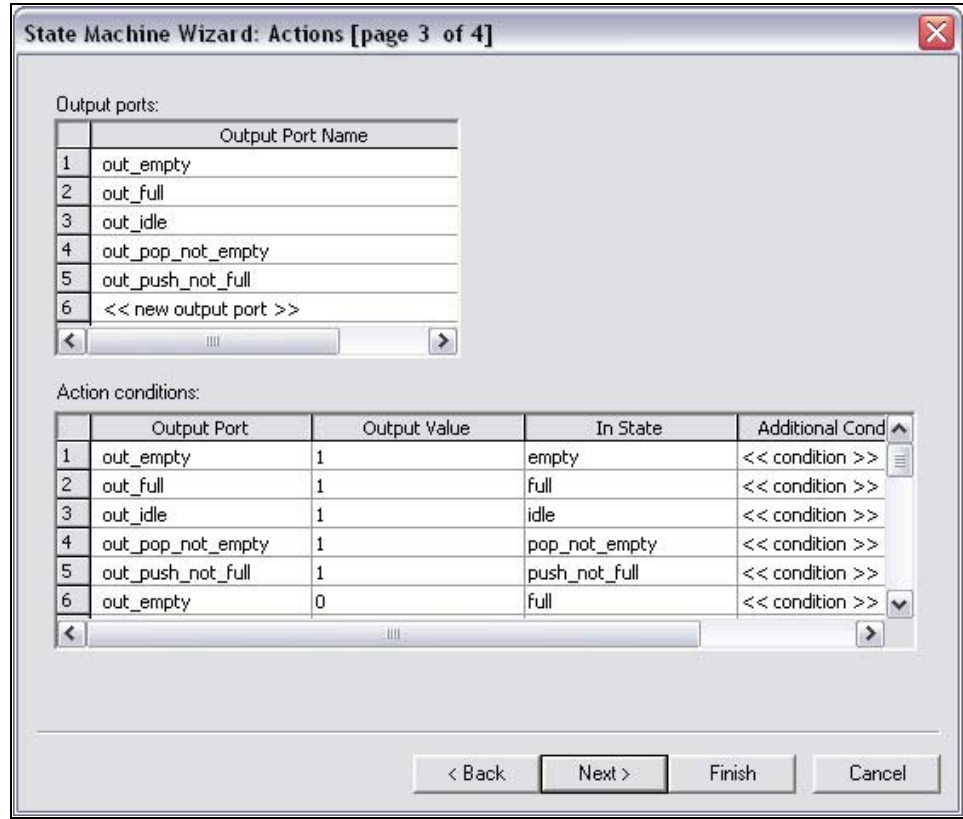 State Machine Wizard: Actions [page 3 of 4]
Output ports:
Output Port Name
1 out_empty
2 out_full
3 out_idle
4 out_pop_not_empty
5 out_push_not_full
6 << new output port >>
Action conditions:
Output Port Output Value In State Additional Cond
1 out_empty 1 empty << condition >>
2 out_full 1 full << condition >>
3 out_idle 1 idle << condition >>
4 out_pop_not_empty 1 pop_not_empty << condition >>
5 out_push_not_full 1 push_not_full << condition >>
6 out_empty 0 full << condition >>
< Back Next > Finish Cancel